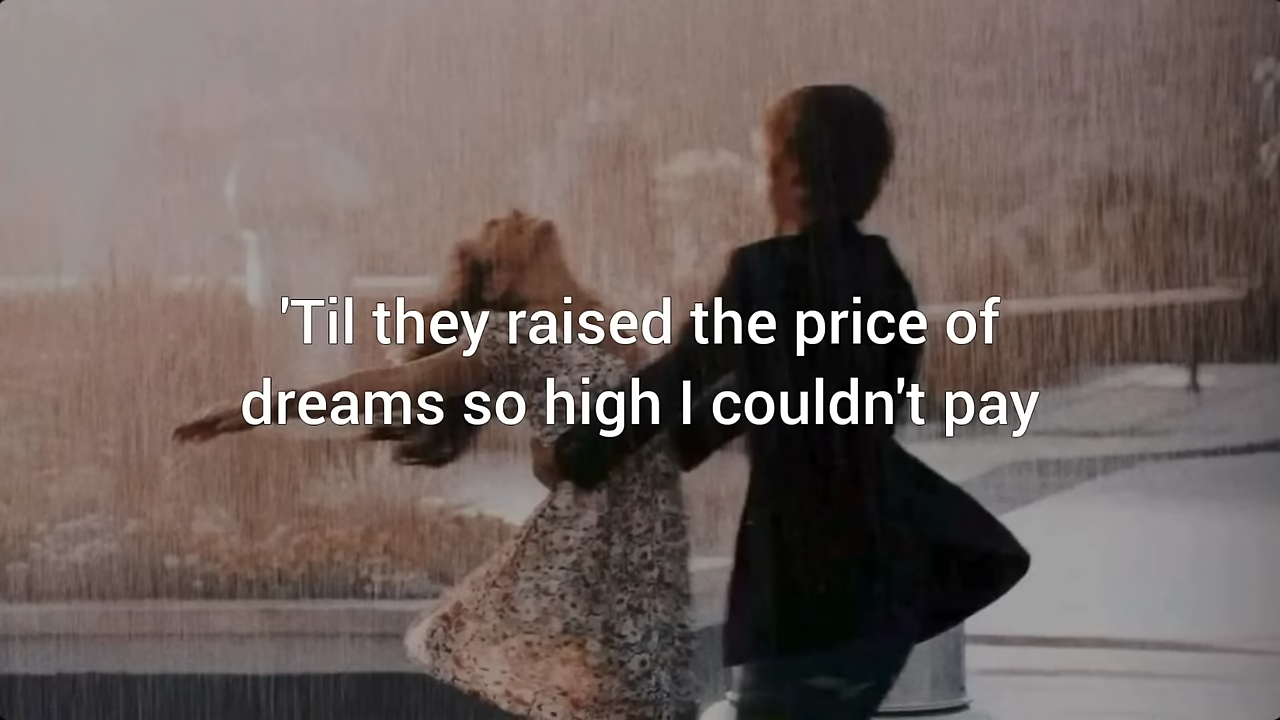 'Til they raised the price of
dreams so high I couldn't pay